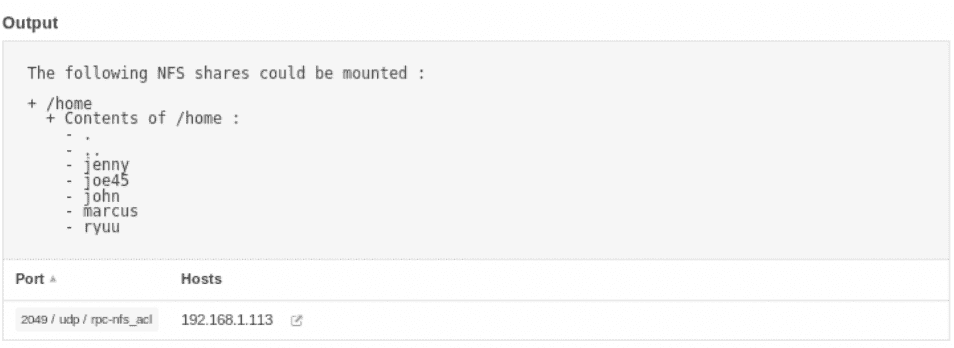 Output
The following NFS shares could be mounted :
+ /home
+ Contents of /home :
- .
- ..
- jenny
- joe45
- john
- marcus
- ryuu
Port Hosts
2049 / udp / rpc-nfs_acl 192.168.1.113